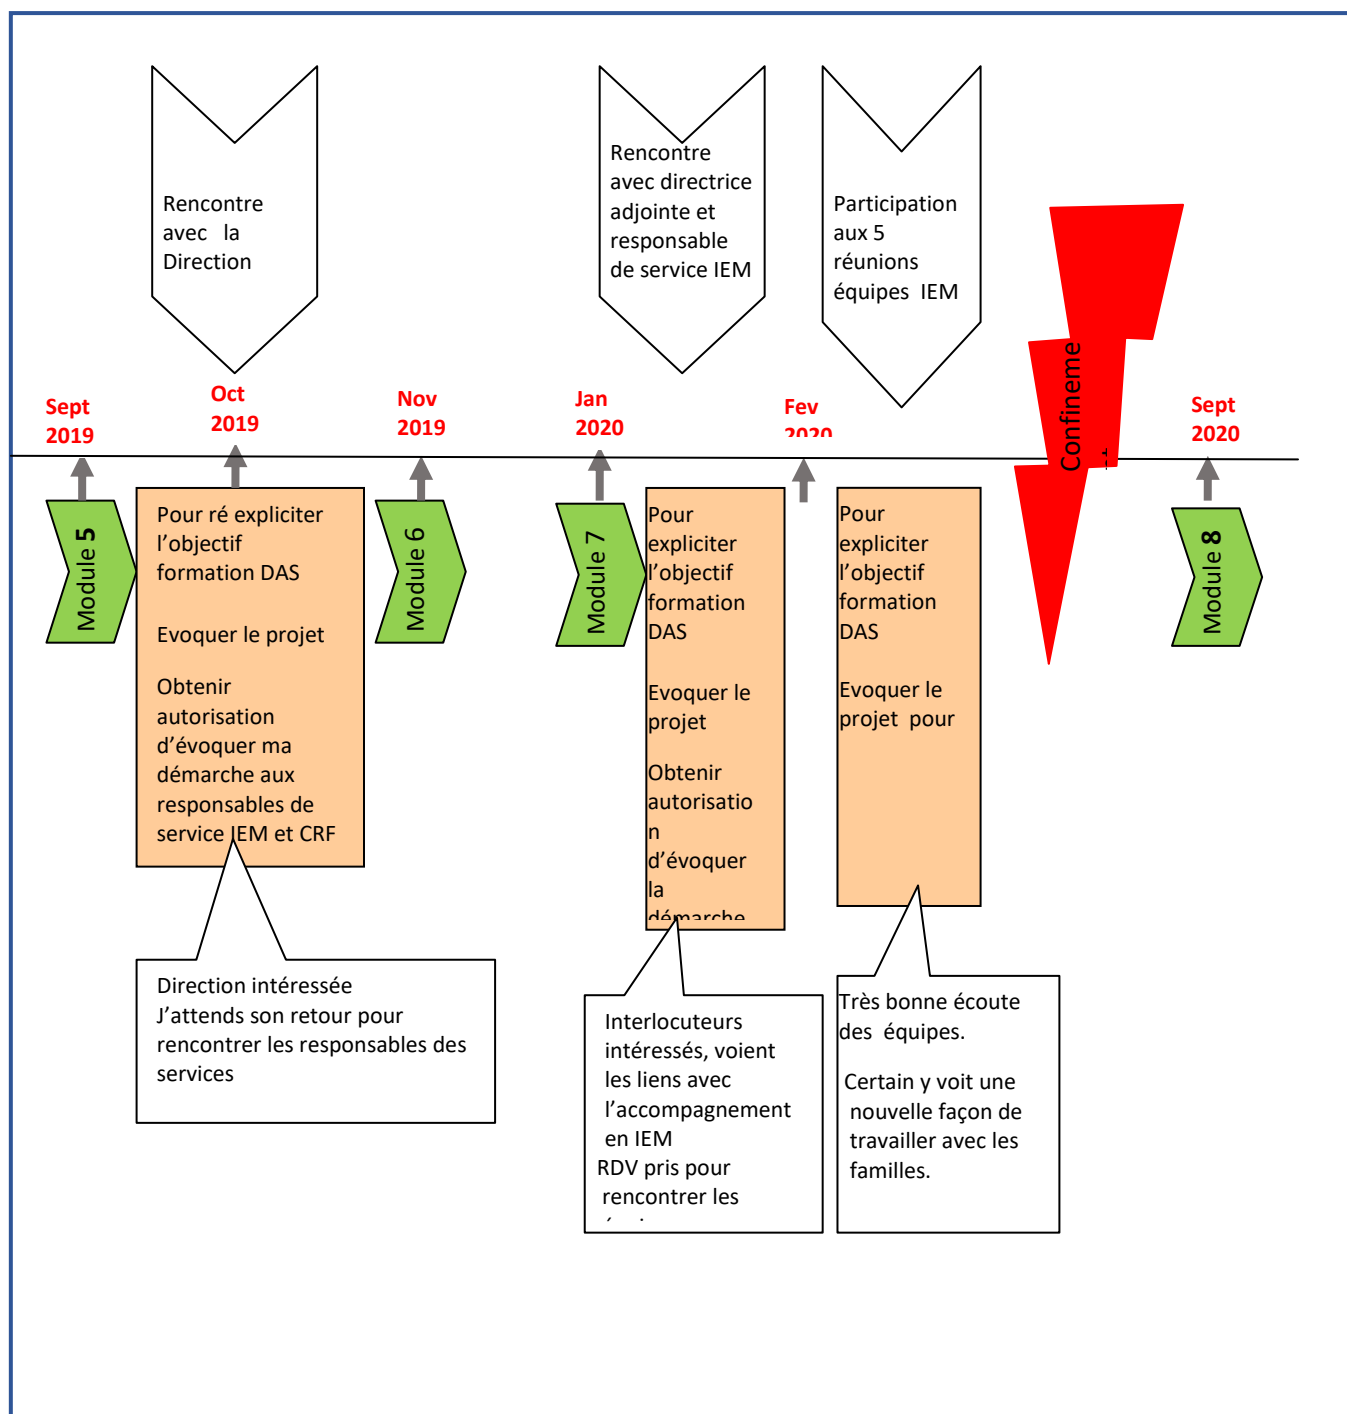 Rencontre
avec la
Direction
Rencontre
avec directrice
adjointe et
responsable
de service IEM
Participation
aux 5
réunions
équipes IEM
Sept
2019
Oct
2019
Nov
2019
Jan
2020
Fev
2020
Confineme
Sept
2020
Module 5
Pour ré expliciter
l’objectif
formation DAS
Evoquer le projet
Obtenir
autorisation
d’évoquer ma
démarche aux
responsables de
service IEM et CRF
Module 6
Module 7
Pour
expliciter
l’objectif
formation
DAS
Evoquer le
projet
Obtenir
autorisatio
n
d’évoquer
la
démarche
Pour
expliciter
l’objectif
formation
DAS
Evoquer le
projet pour
Module 8
Direction intéressée
J’attends son retour pour
rencontrer les responsables des
services
Interlocuteurs
intéressés, voient
les liens avec
l’accompagnement
en IEM
RDV pris pour
rencontrer les
Très bonne écoute
des équipes.
Certain y voit une
nouvelle façon de
travailler avec les
familles.